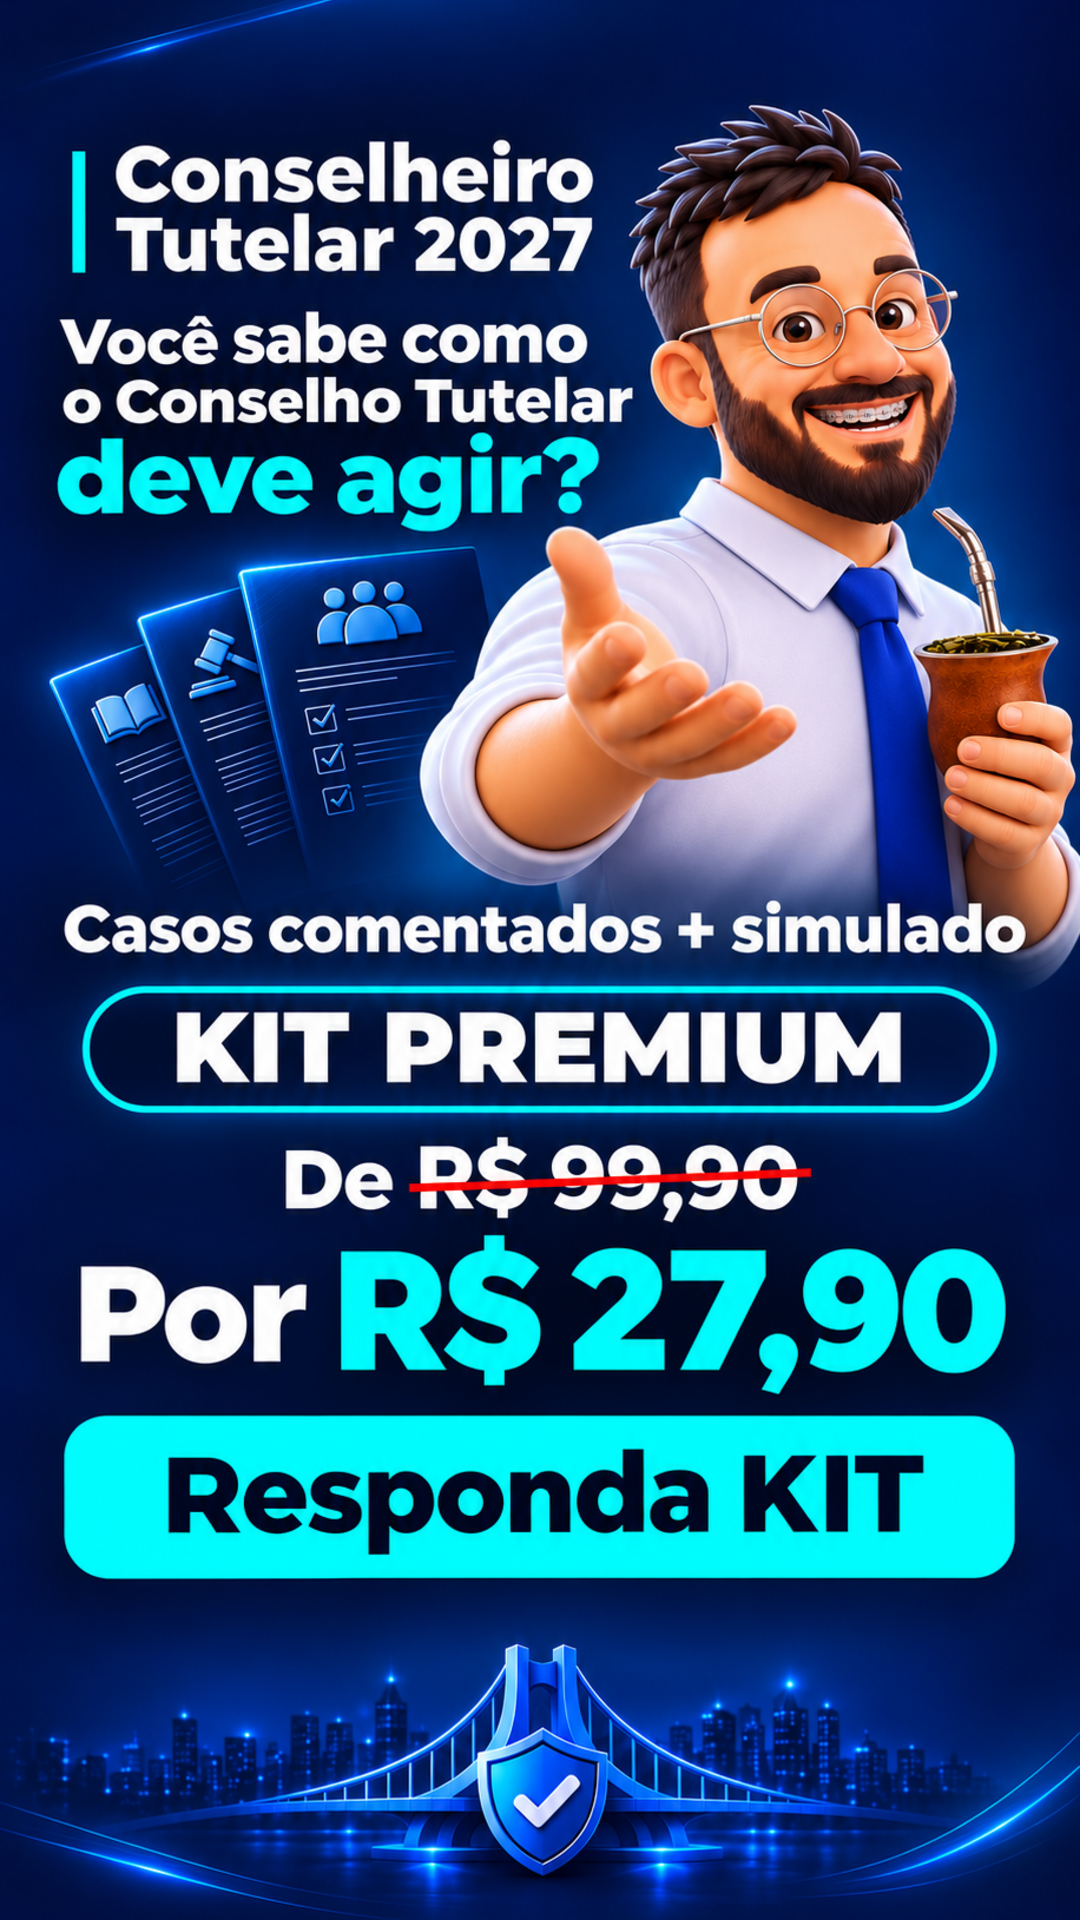 Conselheiro
Tutelar 2027
Você sabe como
o Conselho Tutelar
deve agir?
Casos comentados + simulado
KIT PREMIUM
De R$ 99,90
Por R$ 27,90
Responda KIT